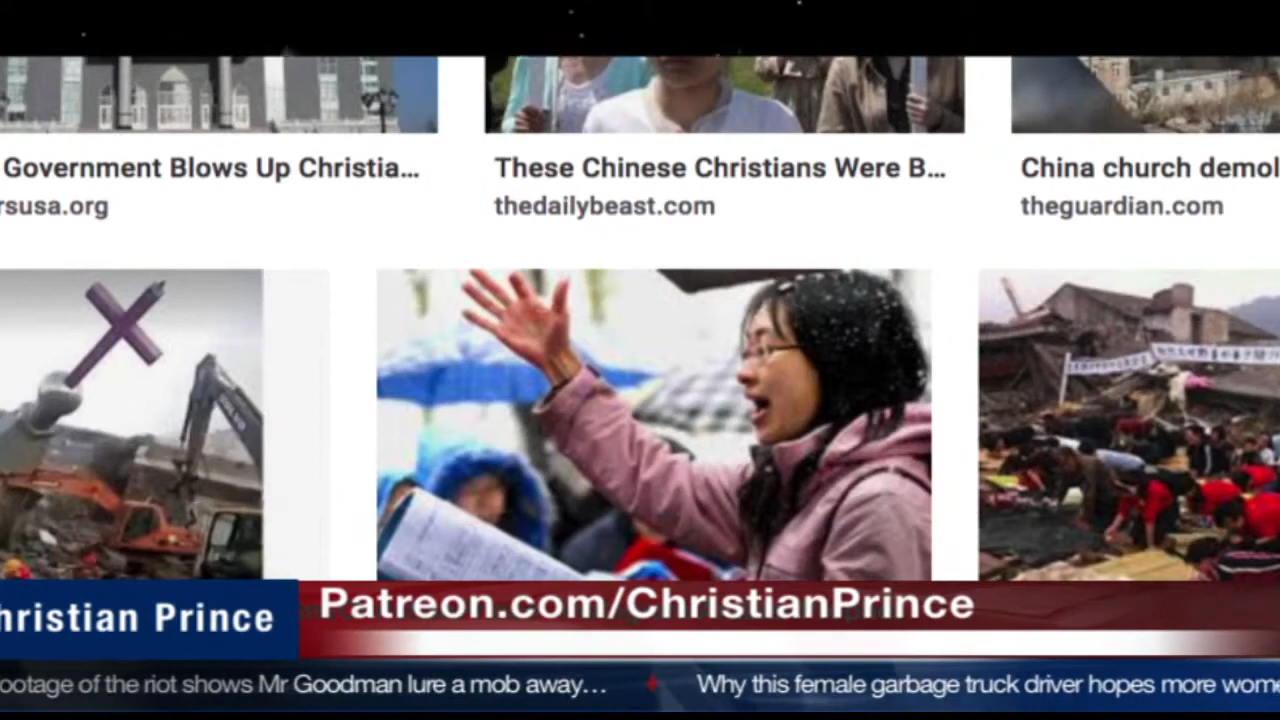 Government Blows Up Christia...
These Chinese Christians Were B...
China church demol
rsusa.org
thedailybeast.com
theguardian.com
hristian Prince
Patreon.com/ChristianPrince
ootage of the riot shows Mr Goodman lure a mob away...
Why this female garbage truck driver hopes more wome